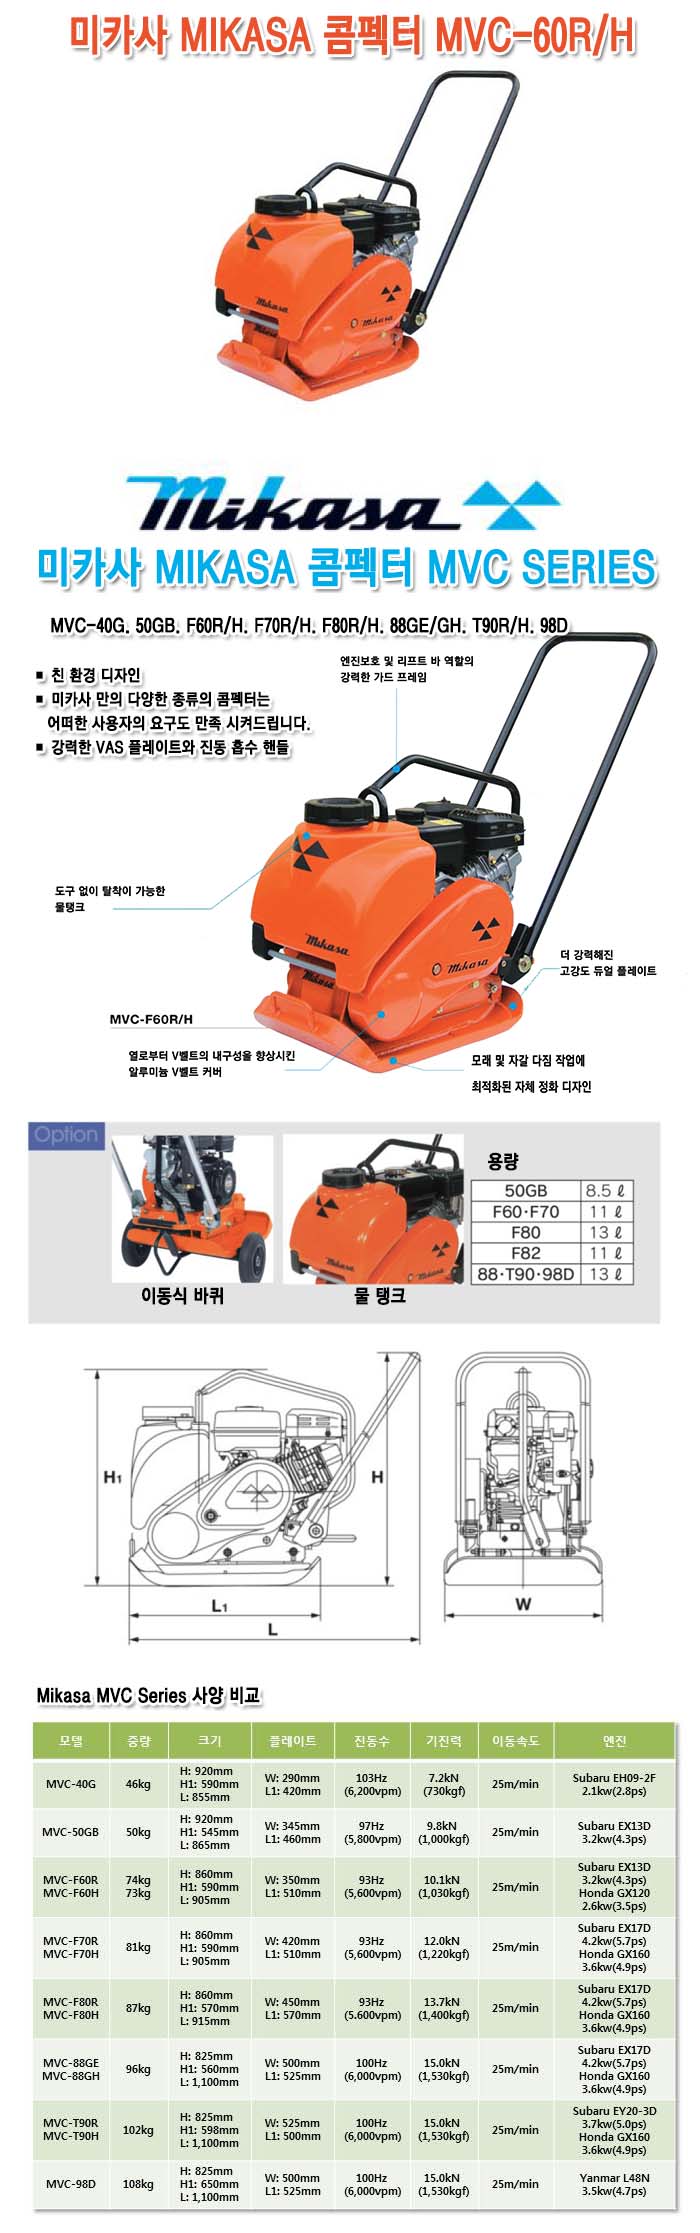 미카사 MIKASA 콤펙터 MVC-60R/H
mikasa
mikasa
mikasa
mikasa
미카사 MIKASA 콤펙터 MVC SERIES
MVC-40G. 50GB. F60R/H. F70R/H. F80R/H. 88GE/GH. T90R/H. 98D
■ 친 환경 디자인
■ 미카사 만의 다양한 종류의 콤펙터는
어떠한 사용자의 요구도 만족 시켜드립니다.
■ 강력한 VAS 플레이트와 진동 흡수 핸들
엔진보호 및 리프트 바 역할의
강력한 가드 프레임
도구 없이 탈착이 가능한
물탱크
mikasa
mikasa
mikasa
더 강력해진
고강도 듀얼 플레이트
MVC-F60R/H
열로부터 V벨트의 내구성을 향상시킨
알루미늄 V벨트 커버
모래 및 자갈 다짐 작업에
최적화된 자체 정화 디자인
Option
mikasa
이동식 바퀴
물 탱크
용량
50GB 8.5 ℓ
F60·F70 11 ℓ
F80 13 ℓ
F82 11 ℓ
88·T90·98D 13 ℓ
H1
H
L1
L
W
Mikasa MVC Series 사양 비교
모델 중량 크기 플레이트 진동수 기진력 이동속도 엔진
MVC-40G 46kg H: 920mm H1: 590mm L: 855mm W: 290mm L1: 420mm 103Hz (6,200vpm) 7.2kN (730kgf) 25m/min Subaru EH09-2F 2.1kw(2.8ps)
MVC-50GB 50kg H: 920mm H1: 545mm L: 865mm W: 345mm L1: 460mm 97Hz (5,800vpm) 9.8kN (1,000kgf) 25m/min Subaru EX13D 3.2kw(4.3ps)
MVC-F60R MVC-F60H 74kg 73kg H: 860mm H1: 590mm L: 905mm W: 350mm L1: 510mm 93Hz (5,600vpm) 10.1kN (1,030kgf) 25m/min Subaru EX13D 3.2kw(4.3ps) Honda GX120 2.6kw(3.5ps)
MVC-F70R MVC-F70H 81kg H: 860mm H1: 590mm L: 905mm W: 420mm L1: 510mm 93Hz (5,600vpm) 12.0kN (1,220kgf) 25m/min Subaru EX17D 4.2kw(5.7ps) Honda GX160 3.6kw(4.9ps)
MVC-F80R MVC-F80H 87kg H: 860mm H1: 570mm L: 915mm W: 450mm L1: 570mm 93Hz (5.600vpm) 13.7kN (1,400kgf) 25m/min Subaru EX17D 4.2kw(5.7ps) Honda GX160 3.6kw(4.9ps)
MVC-88GE MVC-88GH 96kg H: 825mm H1: 560mm L: 1,100mm W: 500mm L1: 525mm 100Hz (6,000vpm) 15.0kN (1,530kgf) 25m/min Subaru EX17D 4.2kw(5.7ps) Honda GX160 3.6kw(4.9ps)
MVC-T90R MVC-T90H 102kg H: 825mm H1: 598mm L: 1,100mm W: 525mm L1: 500mm 100Hz (6,000vpm) 15.0kN (1,530kgf) 25m/min Subaru EY20-3D 3.7kw(5.0ps) Honda GX160 3.6kw(4.9ps)
MVC-98D 108kg H: 825mm H1: 650mm L: 1,100mm W: 500mm L1: 525mm 100Hz (6,000vpm) 15.0kN (1,530kgf) 25m/min Yanmar L48N 3.5kw(4.7ps)